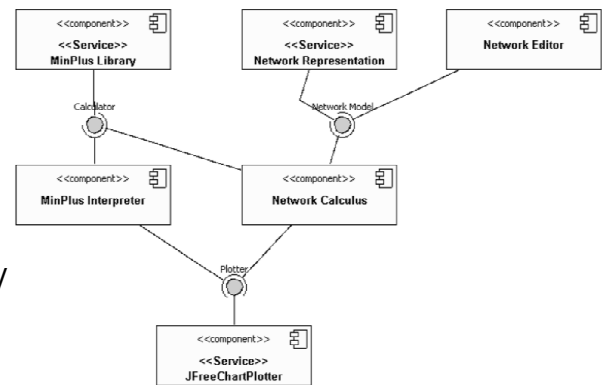 <<component>>
<<Service>>
MinPlus Library
<<component>>
<<Service>>
Network Representation
<<component>>
Network Editor
Calculator
Network Model
<<component>>
MinPlus Interpreter
<<component>>
Network Calculus
Plotter
y
<<component>>
<<Service>>
JFreeChartPlotter